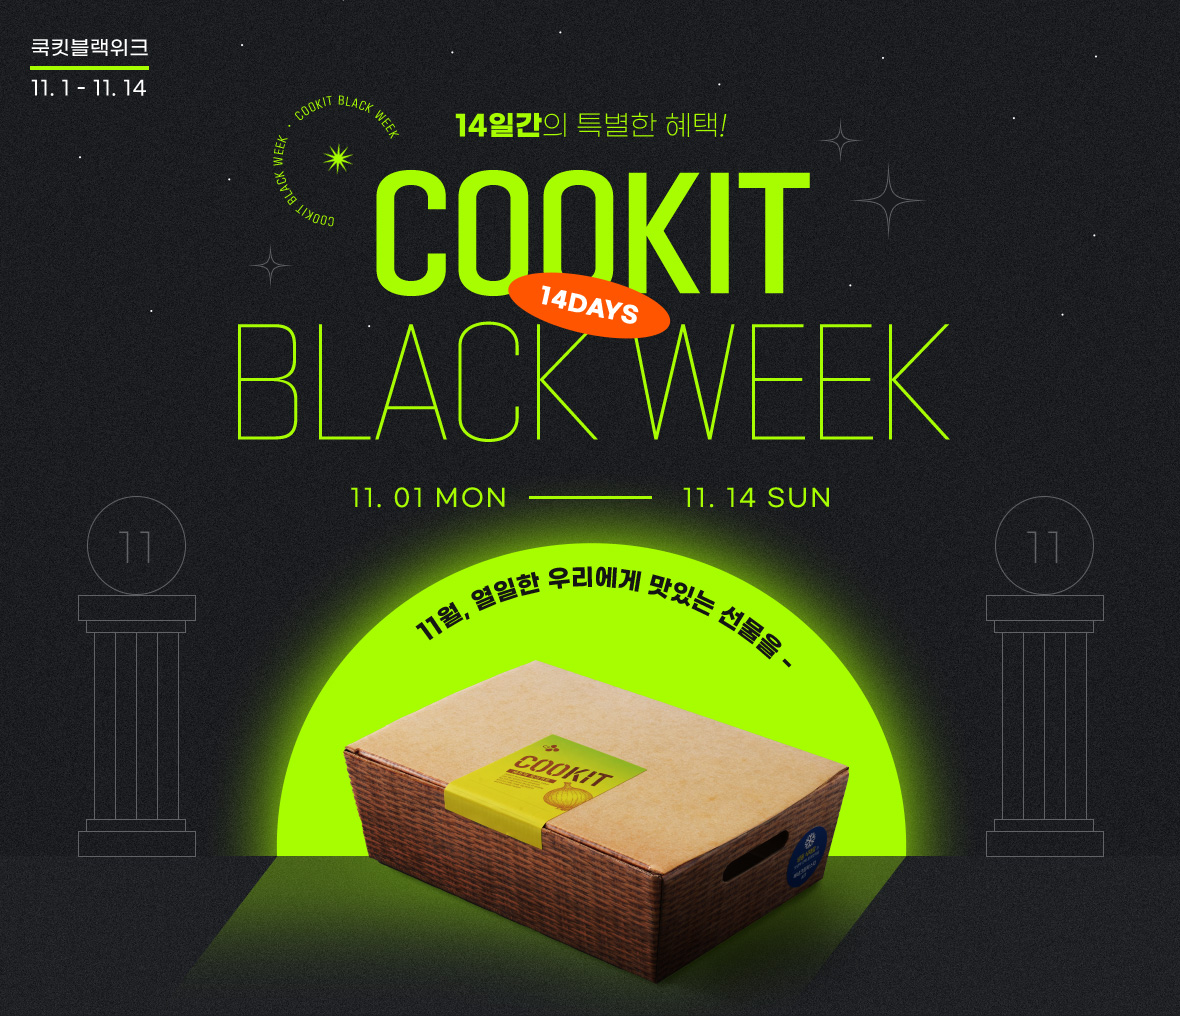 쿡킷블랙위크
11. 1 - 11. 14
COOKIT BLACK WEEK · COOKIT BLACK WEEK
14일간의 특별한 혜택!
COOKIT
14DAYS
BLACK WEEK
11. 01 MON 11. 14 SUN
11
11
11월, 열일한 우리에게 맛있는 선물을 -
COOKIT